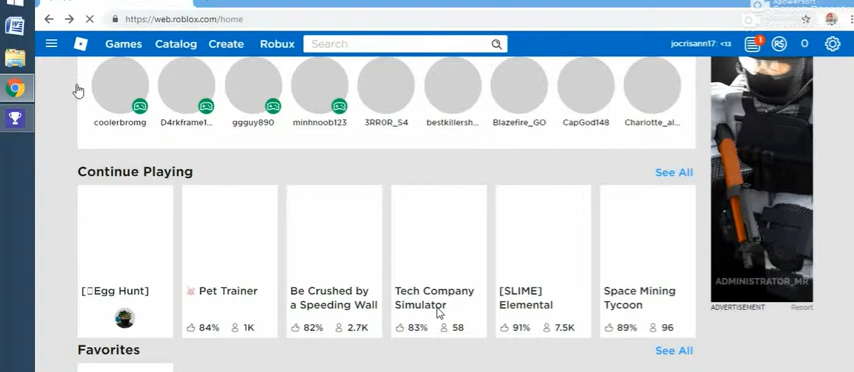 Apowersoft
https://web.roblox.com/home
Games Catalog Create Robux Search jocrisann17: <13 1 0
coolerbromg D4rkframe1... ggguy890 minhnoob123 3RR0R_S4 bestkillersh... Blazefire_GO CapGod148 Charlotte_al...
Continue Playing See All
[Egg Hunt] Pet Trainer Be Crushed by a Speeding Wall Tech Company Simulator [SLIME] Elemental Space Mining Tycoon
84% 1K 82% 2.7K 83% 58 91% 7.5K 89% 96
ADMINISTRATOR_MR
ADVERTISEMENT Report
Favorites See All